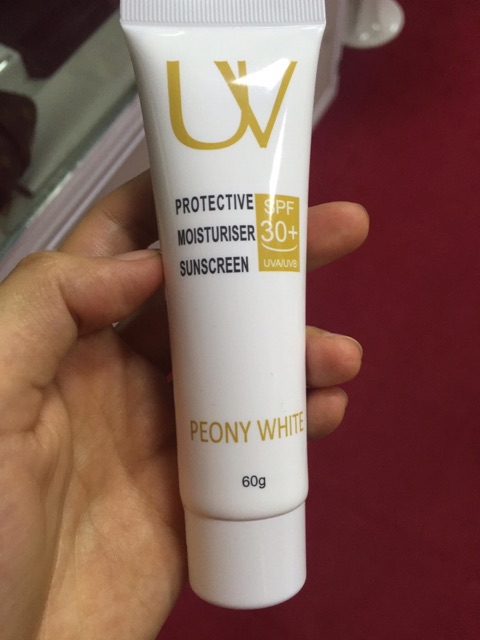 UV
PROTECTIVE
MOISTURISER
SUNSCREEN
SPF
30+
UVA/UVB
PEONY WHITE
60g